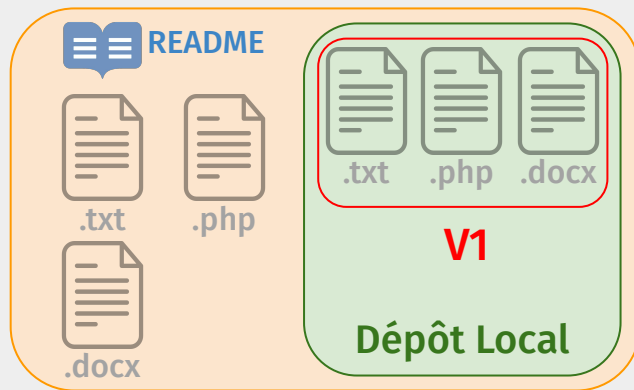 README
.txt
.php
.docx
.txt
.php
.docx
V1
Dépôt Local